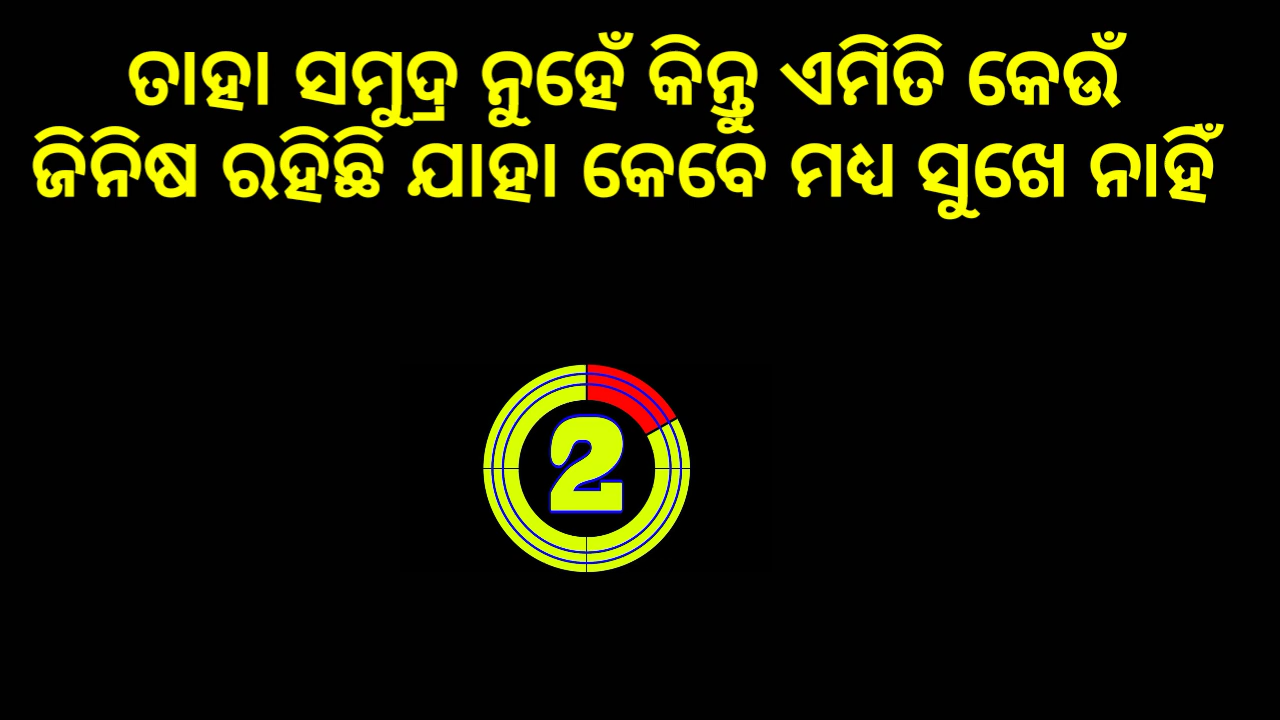 ତାହା ସମୁଦ୍ର ନୁହେଁ କିନ୍ତୁ ଏମିତି କେଉଁ
ଜିନିଷ ରହିଛି ଯାହା କେବେ ମଧ୍ୟ ସୁଖେ ନାହିଁ
2